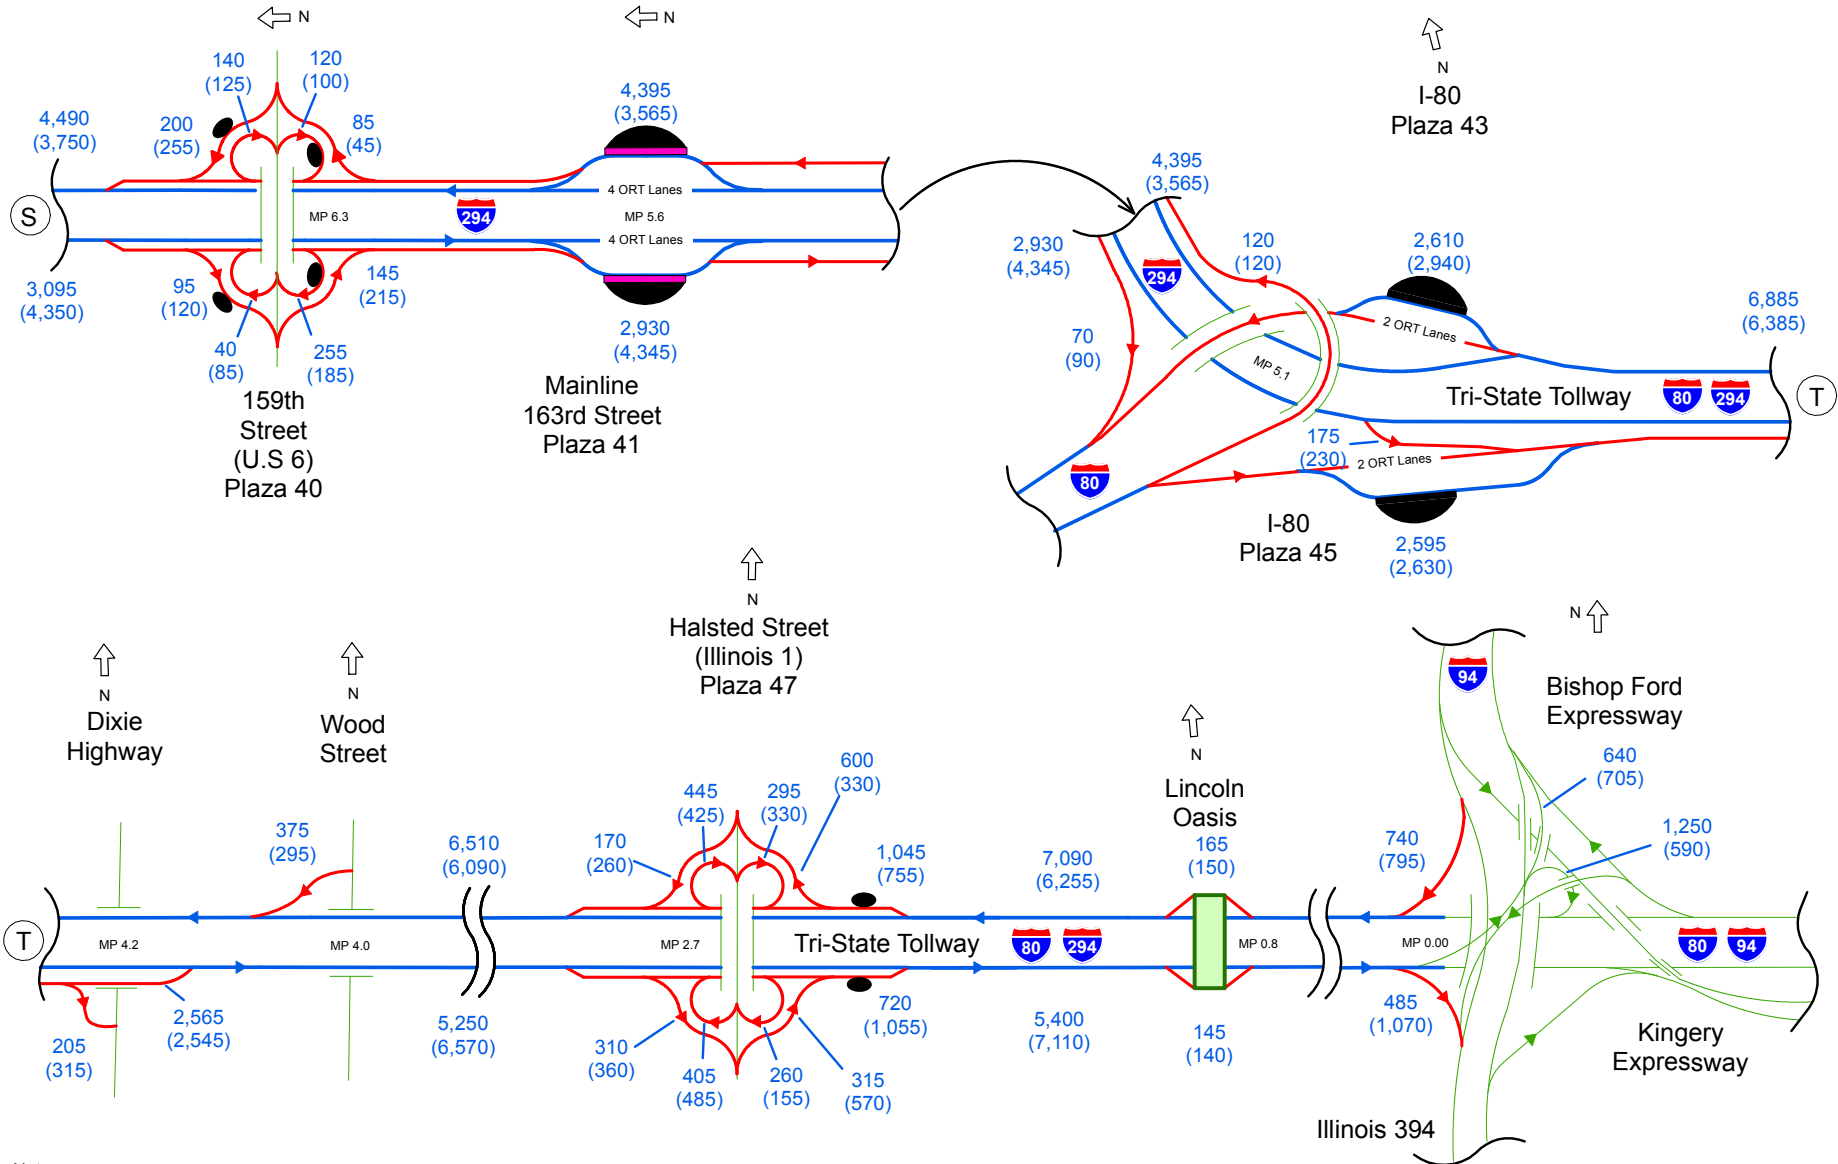 N
N
N
I-80
Plaza 43
140
(125)
120
(100)
4,490
(3,750)
200
(255)
85
(45)
4,395
(3,565)
4 ORT Lanes
S
MP 6.3
294
MP 5.6
4 ORT Lanes
3,095
(4,350)
95
(120)
145
(215)
40
(85)
255
(185)
2,930
(4,345)
159th
Street
(U.S 6)
Plaza 40
Mainline
163rd Street
Plaza 41
4,395
(3,565)
2,930
(4,345)
294
120
(120)
2,610
(2,940)
6,885
(6,385)
2 ORT Lanes
70
(90)
MP 5.1
Tri-State Tollway
80
294
T
175
(230)
2 ORT Lanes
80
I-80
Plaza 45
2,595
(2,630)
N
Dixie
Highway
N
Wood
Street
N
Halsted Street
(Illinois 1)
Plaza 47
N
Lincoln
Oasis
N
94
Bishop Ford
Expressway
375
(295)
6,510
(6,090)
170
(260)
445
(425)
295
(330)
600
(330)
1,045
(755)
7,090
(6,255)
165
(150)
740
(795)
640
(705)
1,250
(590)
T
MP 4.2
MP 4.0
MP 2.7
Tri-State Tollway
80
294
MP 0.8
MP 0.00
80
94
205
(315)
2,565
(2,545)
5,250
(6,570)
310
(360)
405
(485)
260
(155)
315
(570)
720
(1,055)
5,400
(7,110)
145
(140)
485
(1,070)
Kingery
Expressway
Illinois 394